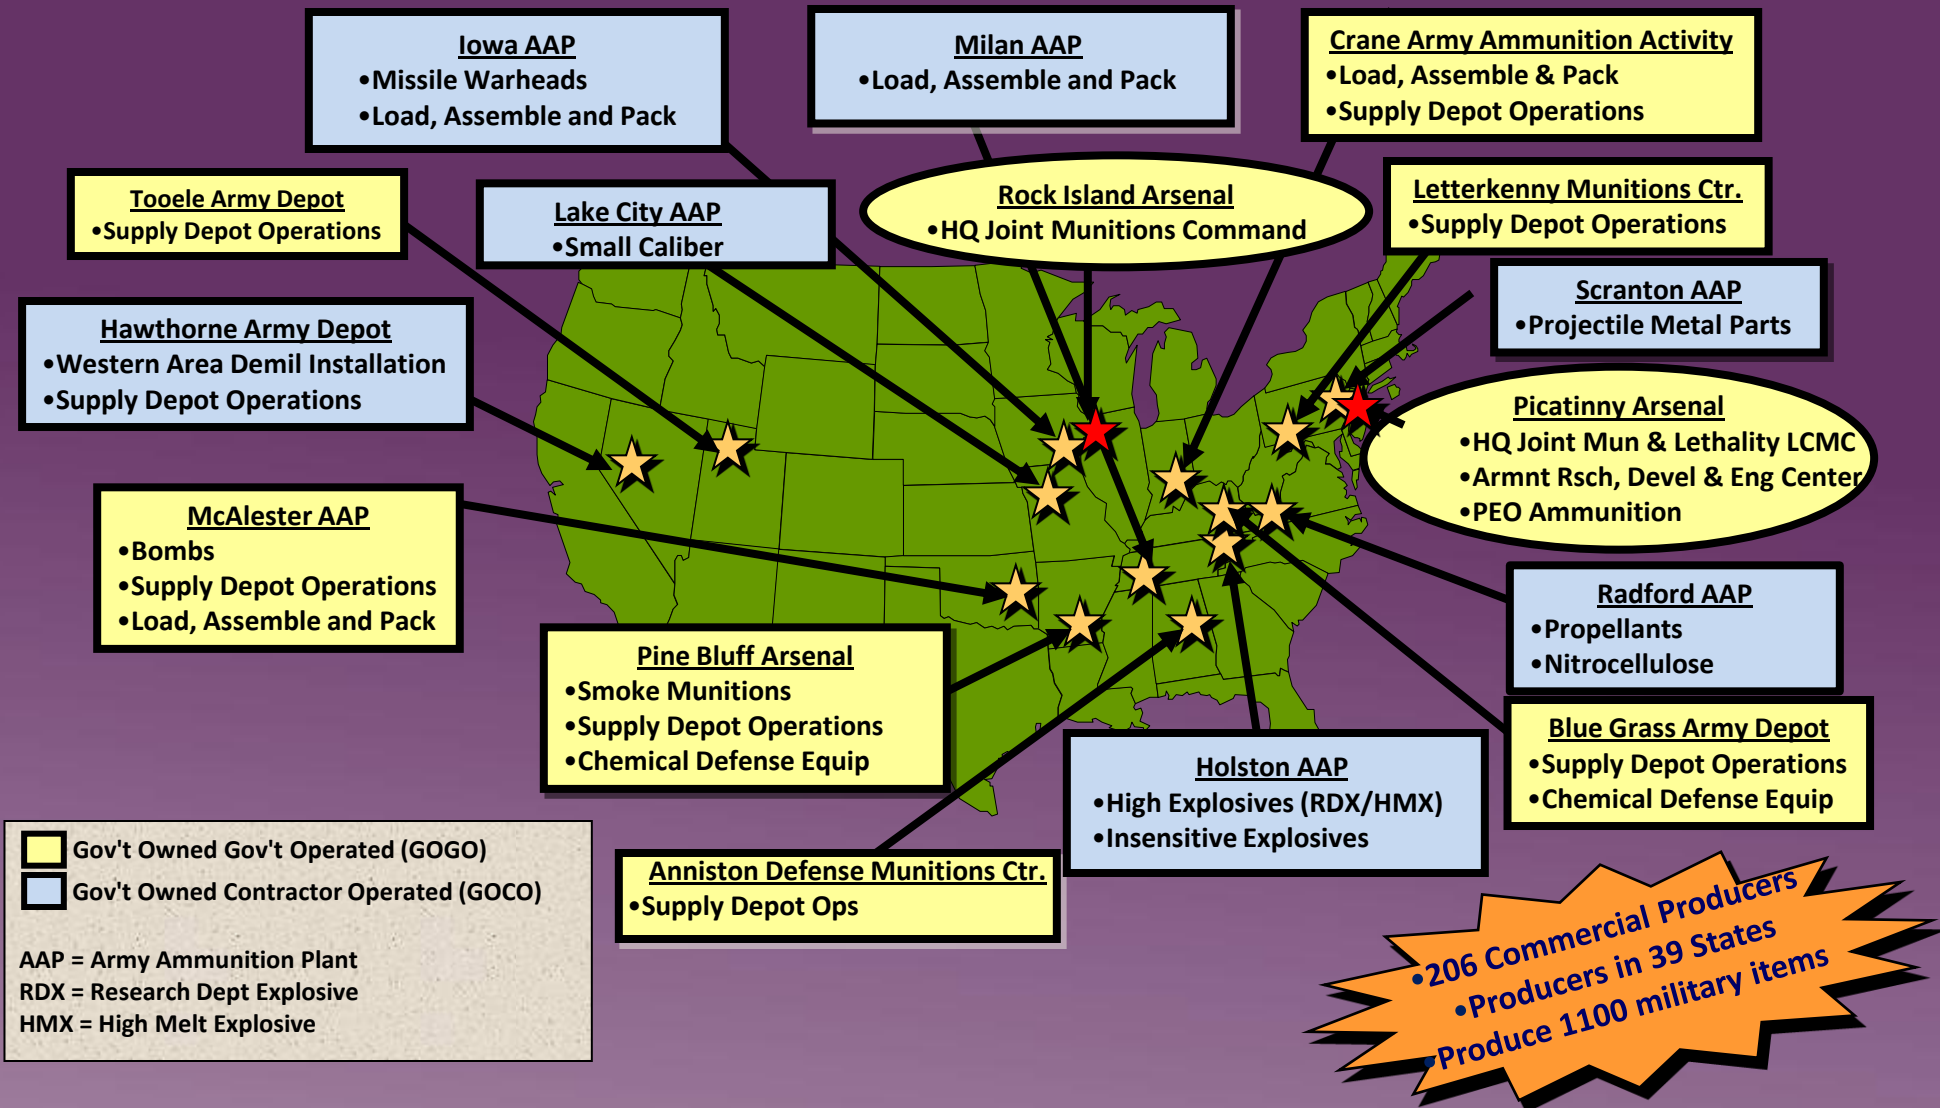 Iowa AAP
•Missile Warheads
•Load, Assemble and Pack
Milan AAP
•Load, Assemble and Pack
Crane Army Ammunition Activity
•Load, Assemble & Pack
•Supply Depot Operations
Tooele Army Depot
•Supply Depot Operations
Lake City AAP
•Small Caliber
Rock Island Arsenal
•HQ Joint Munitions Command
Letterkenny Munitions Ctr.
•Supply Depot Operations
Scranton AAP
•Projectile Metal Parts
Hawthorne Army Depot
•Western Area Demil Installation
•Supply Depot Operations
Picatinny Arsenal
•HQ Joint Mun & Lethality LCMC
•Armnt Rsch, Devel & Eng Center
•PEO Ammunition
McAlester AAP
•Bombs
•Supply Depot Operations
•Load, Assemble and Pack
Radford AAP
•Propellants
•Nitrocellulose
Pine Bluff Arsenal
•Smoke Munitions
•Supply Depot Operations
•Chemical Defense Equip
Blue Grass Army Depot
•Supply Depot Operations
•Chemical Defense Equip
Holston AAP
•High Explosives (RDX/HMX)
•Insensitive Explosives
Anniston Defense Munitions Ctr.
•Supply Depot Ops
Gov't Owned Gov't Operated (GOGO)
Gov't Owned Contractor Operated (GOCO)
AAP = Army Ammunition Plant
RDX = Research Dept Explosive
HMX = High Melt Explosive
•206 Commercial Producers
•Producers in 39 States
•Produce 1100 military items